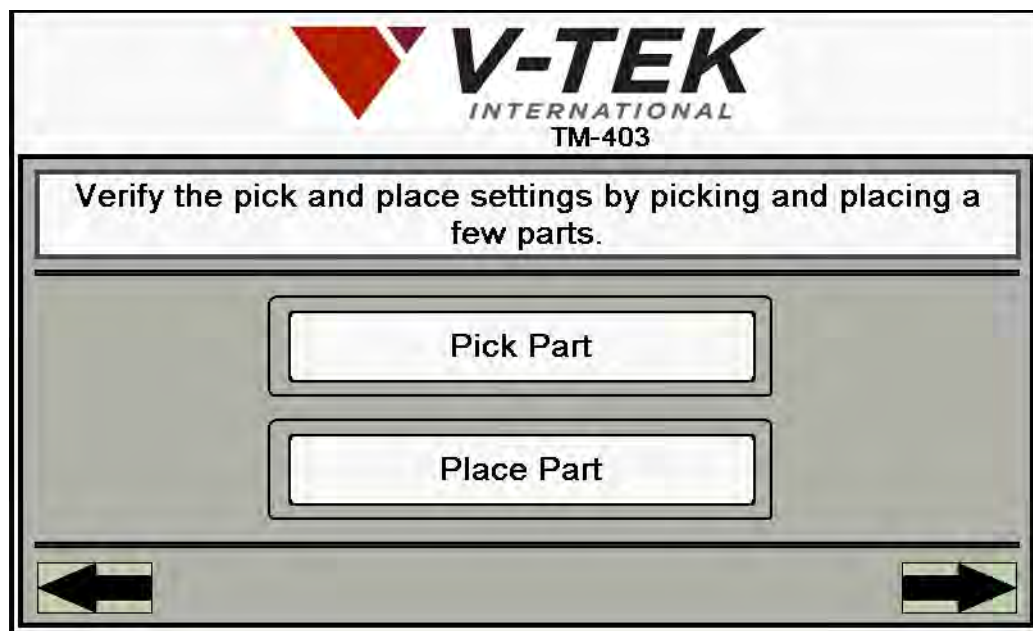 V-TEK
INTERNATIONAL
TM-403
Verify the pick and place settings by picking and placing a
few parts.
Pick Part
Place Part